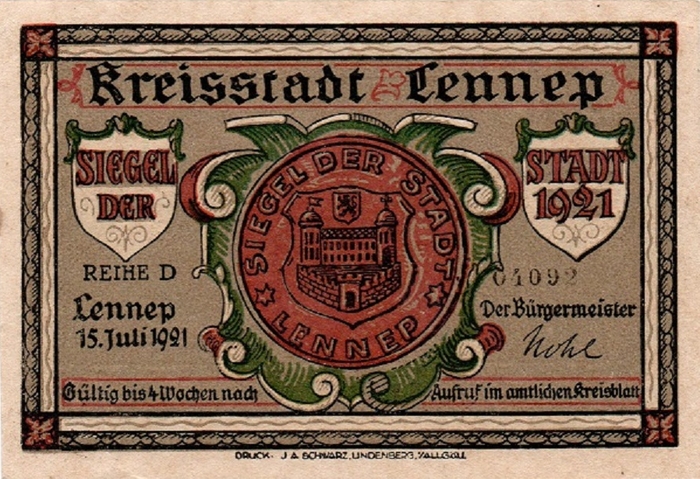 Kreisstadt Lennep
SIEGEL
DER
STADT
1921
SIEGEL DER STADT
LENNEP
REIHE D
04092
Lennep
15. Juli 1921
Der Bürgermeister
Nohl
Gültig bis 4 Wochen nach
Aufruf im amtlichen Kreisblatt
DRUCK - J. A. SCHWARZ, LINDENBERG, I/ALLGÄU.